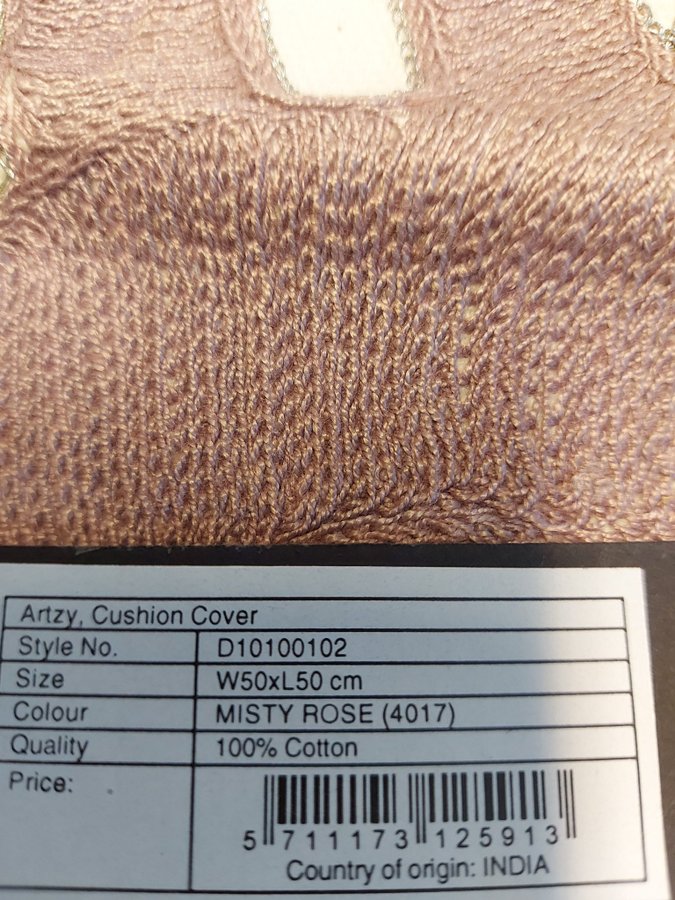 Artzy, Cushion Cover
Style No. D10100102
Size W50xL50 cm
Colour MISTY ROSE (4017)
Quality 100% Cotton
Price:
5 711173 125913
Country of origin: INDIA